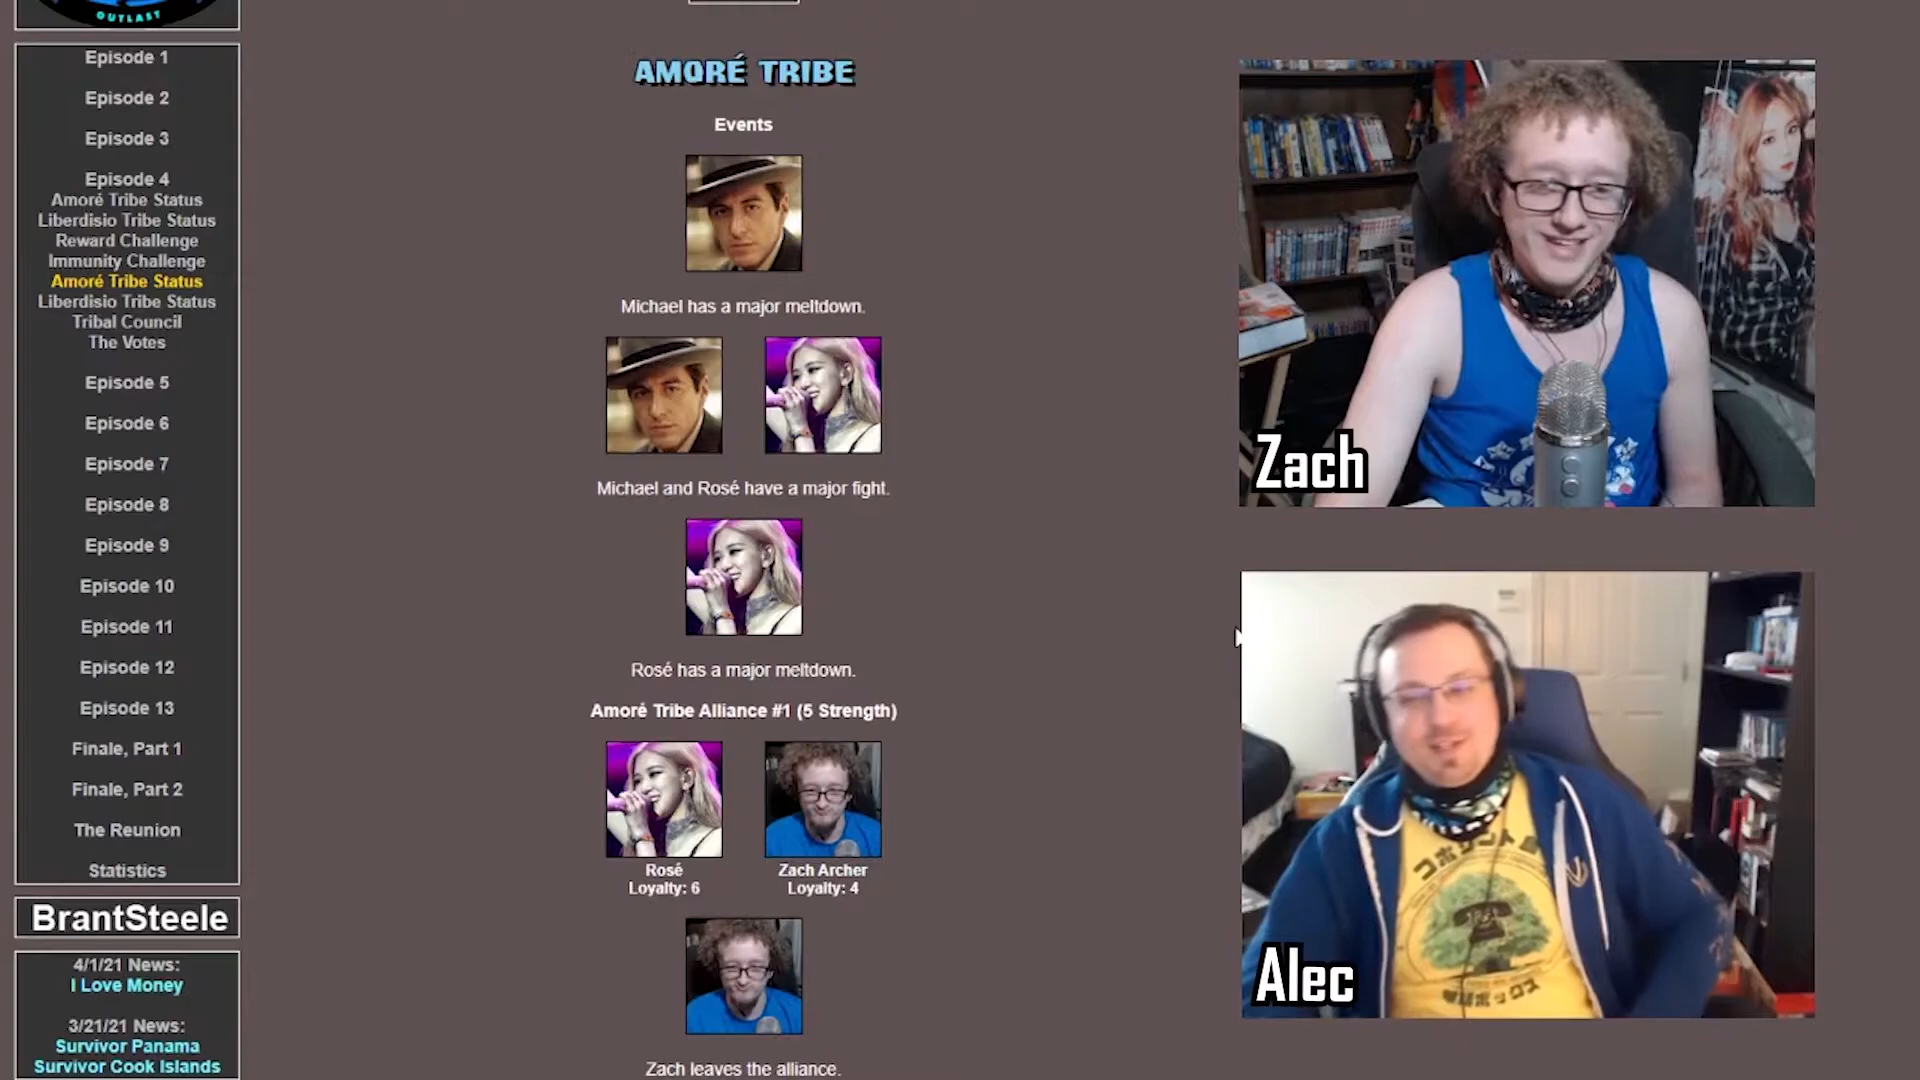 OUTLAST
Episode 1
Episode 2
Episode 3
Episode 4
Amoré Tribe Status
Liberdisio Tribe Status
Reward Challenge
Immunity Challenge
Amoré Tribe Status
Liberdisio Tribe Status
Tribal Council
The Votes
Episode 5
Episode 6
Episode 7
Episode 8
Episode 9
Episode 10
Episode 11
Episode 12
Episode 13
Finale, Part 1
Finale, Part 2
The Reunion
Statistics
BrantSteele
4/1/21 News:
I Love Money
3/21/21 News:
Survivor Panama
Survivor Cook Islands
AMORÉ TRIBE
Events
Michael has a major meltdown.
Michael and Rosé have a major fight.
Rosé has a major meltdown.
Amoré Tribe Alliance #1 (5 Strength)
Rosé
Loyalty: 6
Zach Archer
Loyalty: 4
Zach leaves the alliance.
Zach
Alec